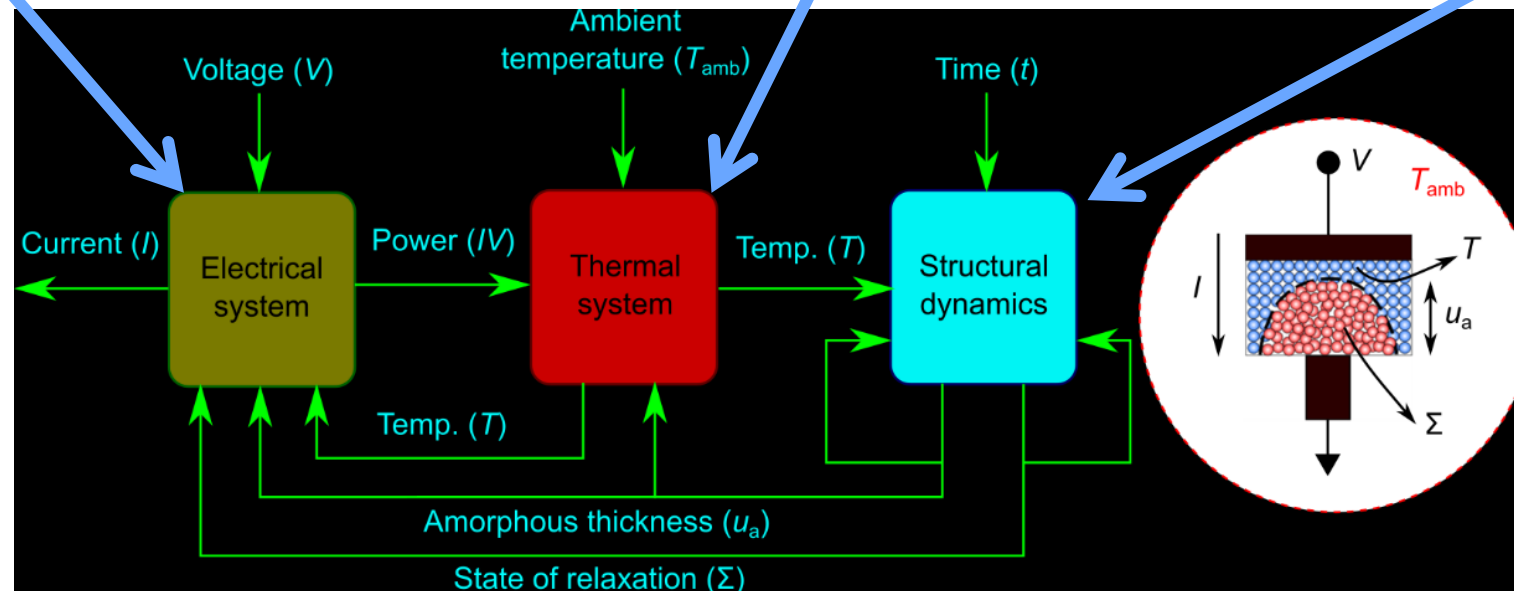 Ambient
temperature (Tamb)
Voltage (V)
Time (t)
Current (I)
Electrical
system
Power (IV)
Thermal
system
Temp. (T)
Structural
dynamics
Temp. (T)
Amorphous thickness (ua)
State of relaxation (Σ)
V
Tamb
I
T
ua
Σ